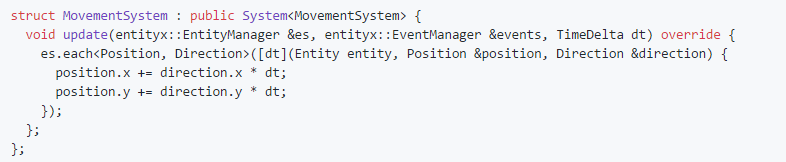 struct MovementSystem : public System<MovementSystem> {
  void update(entityx::EntityManager &es, entityx::EventManager &events, TimeDelta dt) override {
    es.each<Position, Direction>([dt](Entity entity, Position &position, Direction &direction) {
      position.x += direction.x * dt;
      position.y += direction.y * dt;
    });
  };
};